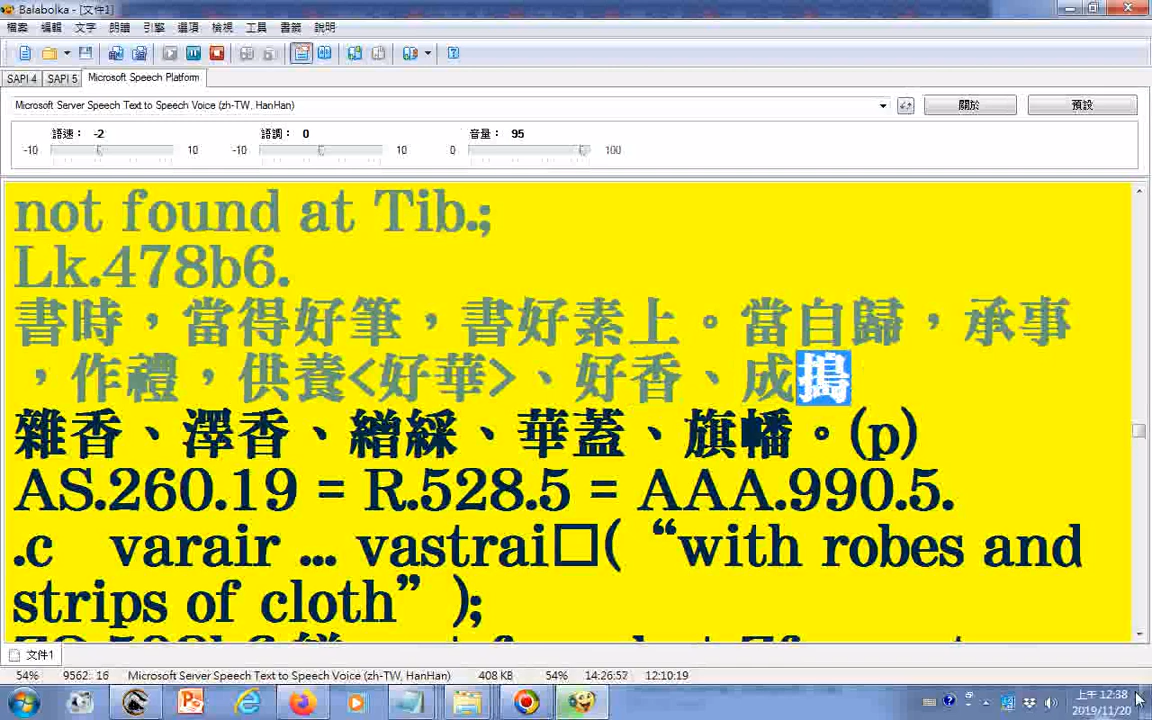 Balabolka - [文件1]
檔案 編輯 文字 朗讀 引擎 選項 檢視 工具 書籤 說明
SAPI 4 SAPI 5 Microsoft Speech Platform
Microsoft Server Speech Text to Speech Voice (zh-TW, HanHan) 關於 預設
語速： -2 語調： 0 音量： 95
-10 10 -10 10 0 100
not found at Tib.;
Lk.478b6.
書時，當得好筆，書好素上。當自歸，承事
，作禮，供養<好華>、好香、成搗
雜香、澤香、繒綵、華蓋、旗幡。(p)
AS.260.19 = R.528.5 = AAA.990.5.
.c varair ... vastrai□( “with robes and
strips of cloth” );
文件1
54% 9562: 16 Microsoft Server Speech Text to Speech Voice (zh-TW, HanHan) 408 KB 54% 14:26:57 12:10:19
上午 12:38
2019/11/20